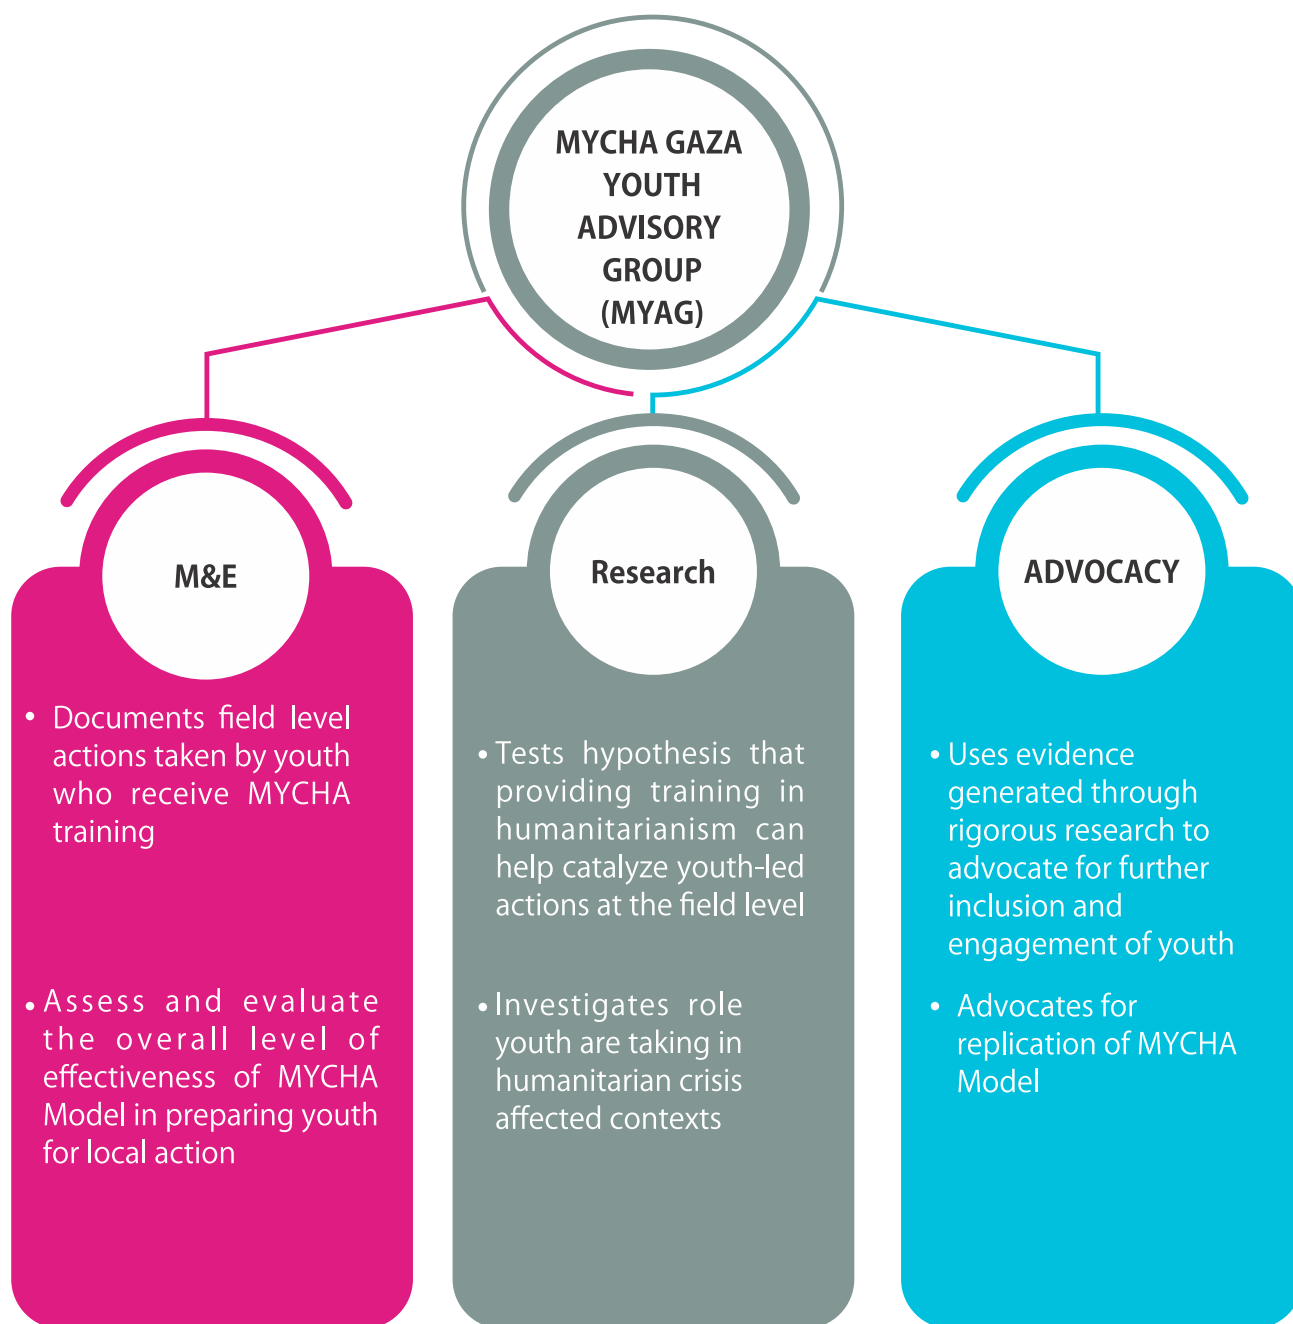 MYCHA GAZA
YOUTH
ADVISORY
GROUP
(MYAG)
M&E
• Documents field level
actions taken by youth
who receive MYCHA
training
• Assess and evaluate
the overall level of
effectiveness of MYCHA
Model in preparing youth
for local action
Research
• Tests hypothesis that
providing training in
humanitarianism can
help catalyze youth-led
actions at the field level
• Investigates role
youth are taking in
humanitarian crisis
affected contexts
ADVOCACY
• Uses evidence
generated through
rigorous research to
advocate for further
inclusion and
engagement of youth
• Advocates for
replication of MYCHA
Model